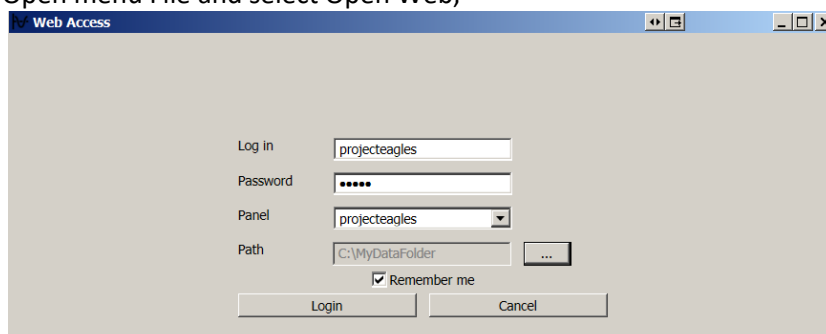 Open menu File and select Open Web,
Web Access
Log in projecteagles
Password •••••
Panel projecteagles
Path C:\MyDataFolder ...
Remember me
Login Cancel